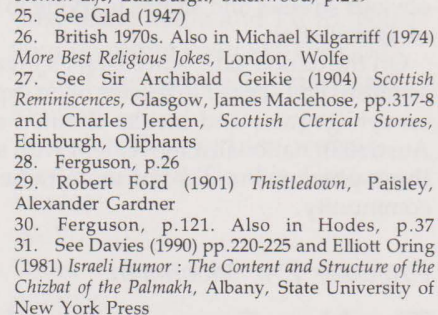 25. See Glad (1947)
26. British 1970s. Also in Michael Kilgarriff (1974)
More Best Religious Jokes, London, Wolfe
27. See Sir Archibald Geikie (1904) Scottish
Reminiscences, Glasgow, James Maclehose, pp.317-8
and Charles Jerden, Scottish Clerical Stories,
Edinburgh, Oliphants
28. Ferguson, p.26
29. Robert Ford (1901) Thistledown, Paisley,
Alexander Gardner
30. Ferguson, p.121. Also in Hodes, p.37
31. See Davies (1990) pp.220-225 and Elliott Oring
(1981) Israeli Humor : The Content and Structure of the
Chizbat of the Palmakh, Albany, State University of
New York Press